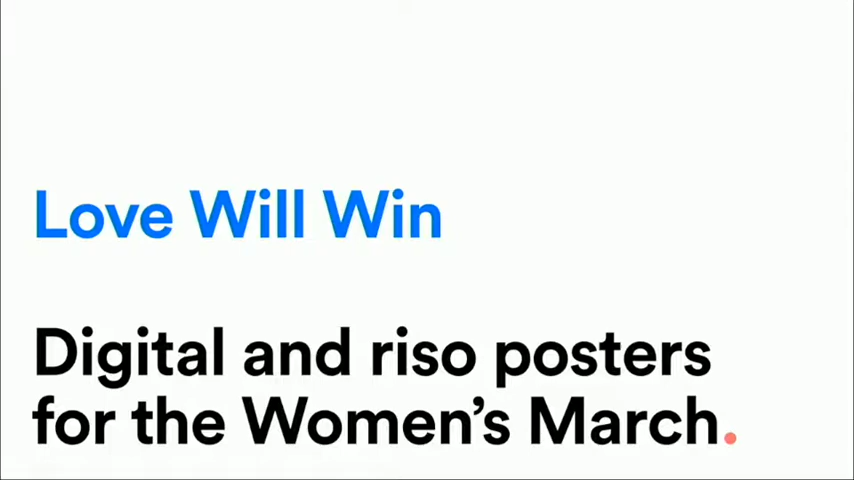 Love Will Win
Digital and riso posters
for the Women’s March.